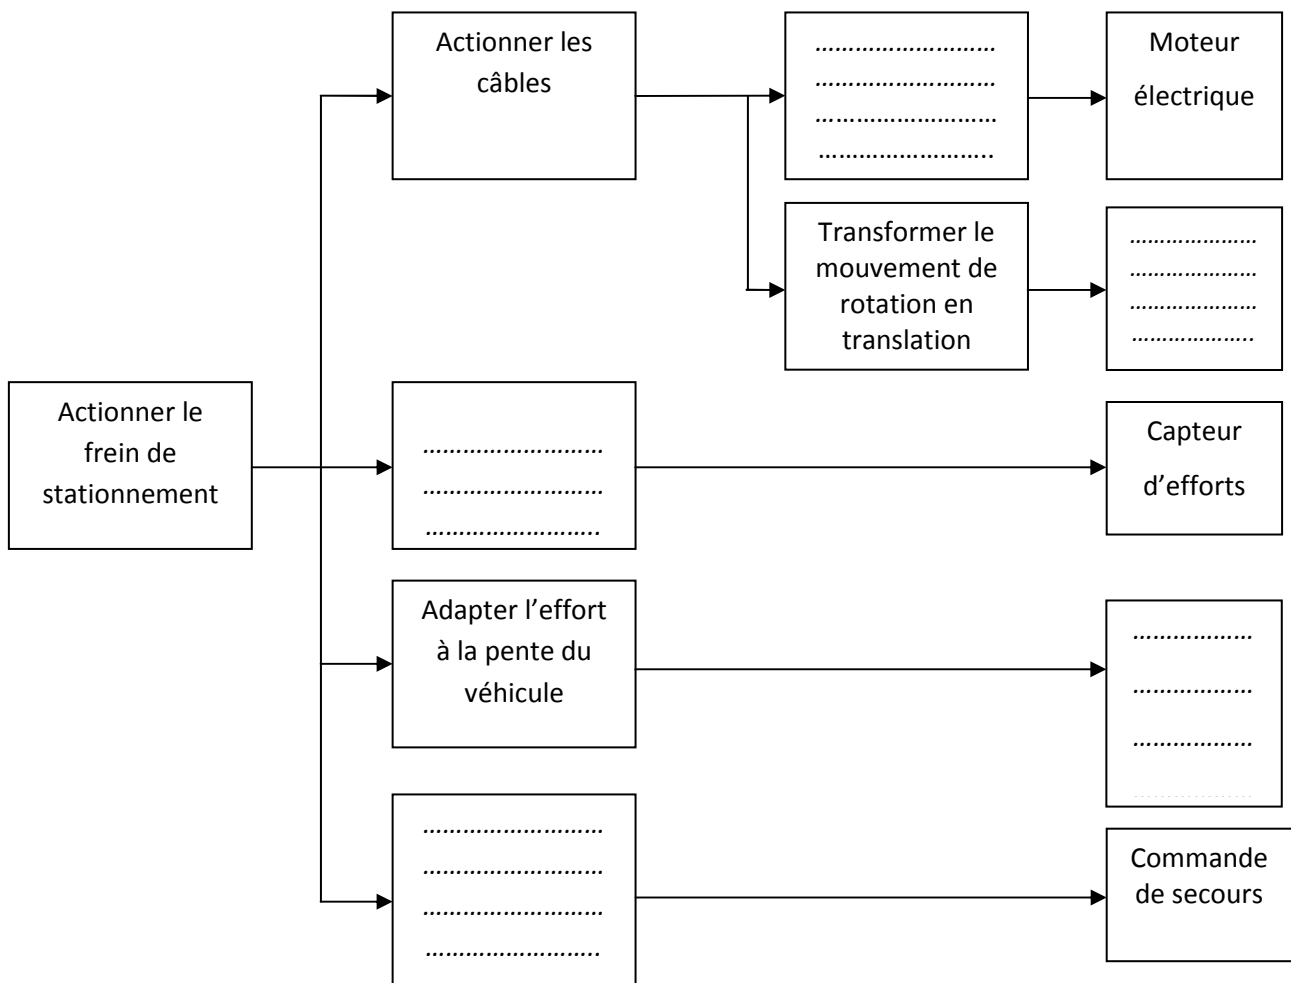 Actionner les
câbles
…………………………
…………………………
…………………………
……………………..
Moteur
électrique
Transformer le
mouvement de
rotation en
translation
…………………
…………………
…………………
………………..
Actionner le
frein de
stationnement
…………………………
…………………………
……………………..
Capteur
d’efforts
Adapter l’effort
à la pente du
véhicule
………………
………………
………………
………………
…………………………
…………………………
…………………………
……………………..
Commande
de secours